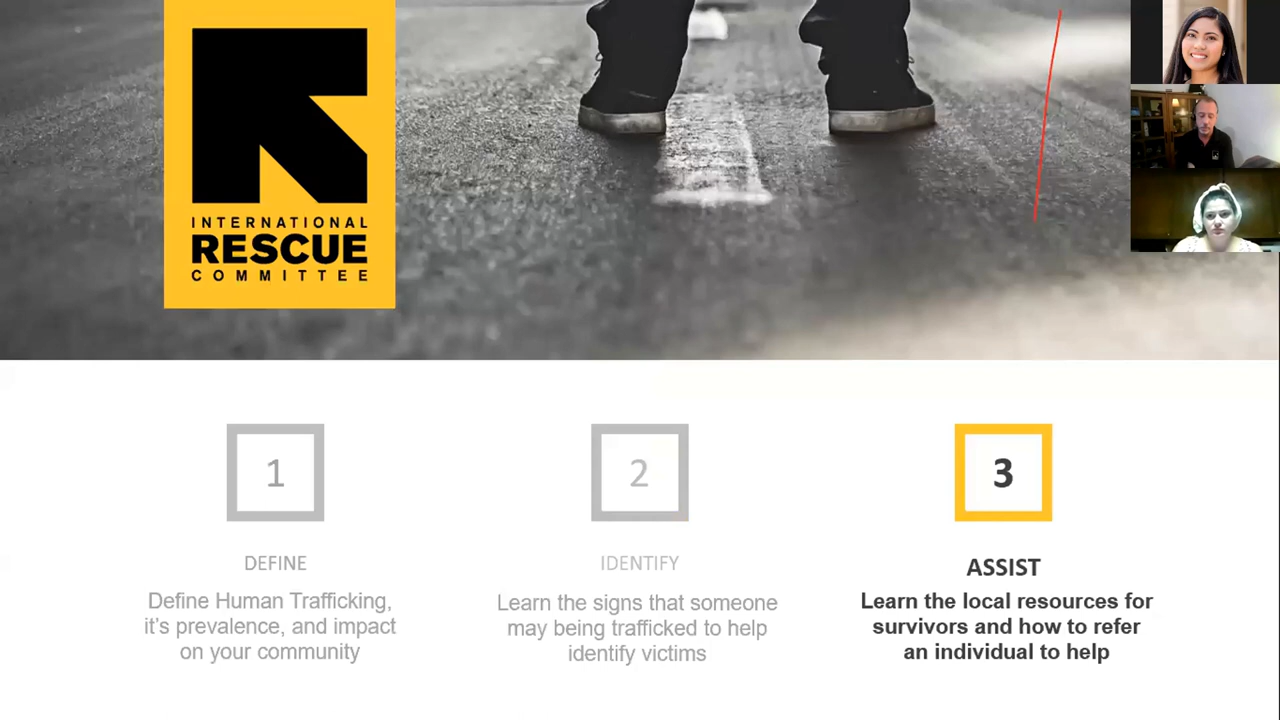 INTERNATIONAL
RESCUE
COMMITTEE
1
2
3
DEFINE
IDENTIFY
ASSIST
Define Human Trafficking,
it's prevalence, and impact
on your community
Learn the signs that someone
may being trafficked to help
identify victims
Learn the local resources for
survivors and how to refer
an individual to help